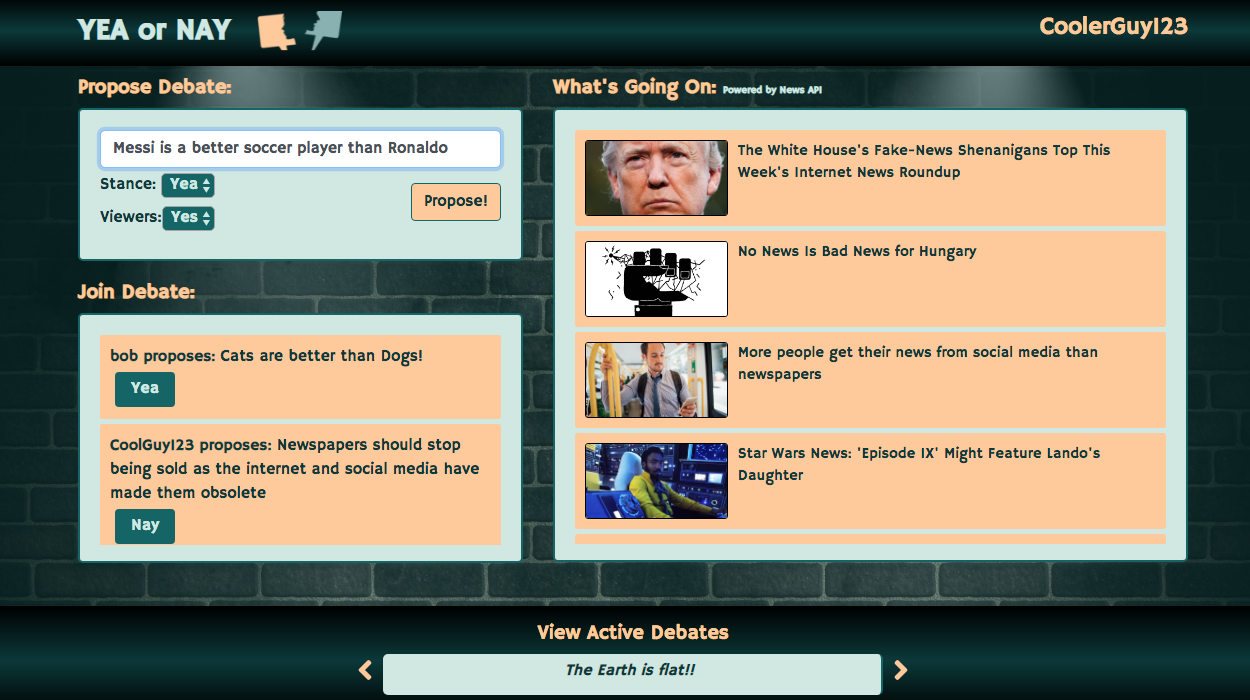 YEA or NAY
CoolerGuy123
Propose Debate:
Messi is a better soccer player than Ronaldo
Stance: Yea
Viewers: Yes
Propose!
Join Debate:
bob proposes: Cats are better than Dogs!
Yea
CoolGuy123 proposes: Newspapers should stop
being sold as the internet and social media have
made them obsolete
Nay
What's Going On: Powered by News API
The White House's Fake-News Shenanigans Top This
Week's Internet News Roundup
No News Is Bad News for Hungary
More people get their news from social media than
newspapers
Star Wars News: 'Episode IX' Might Feature Lando's
Daughter
View Active Debates
The Earth is flat!!